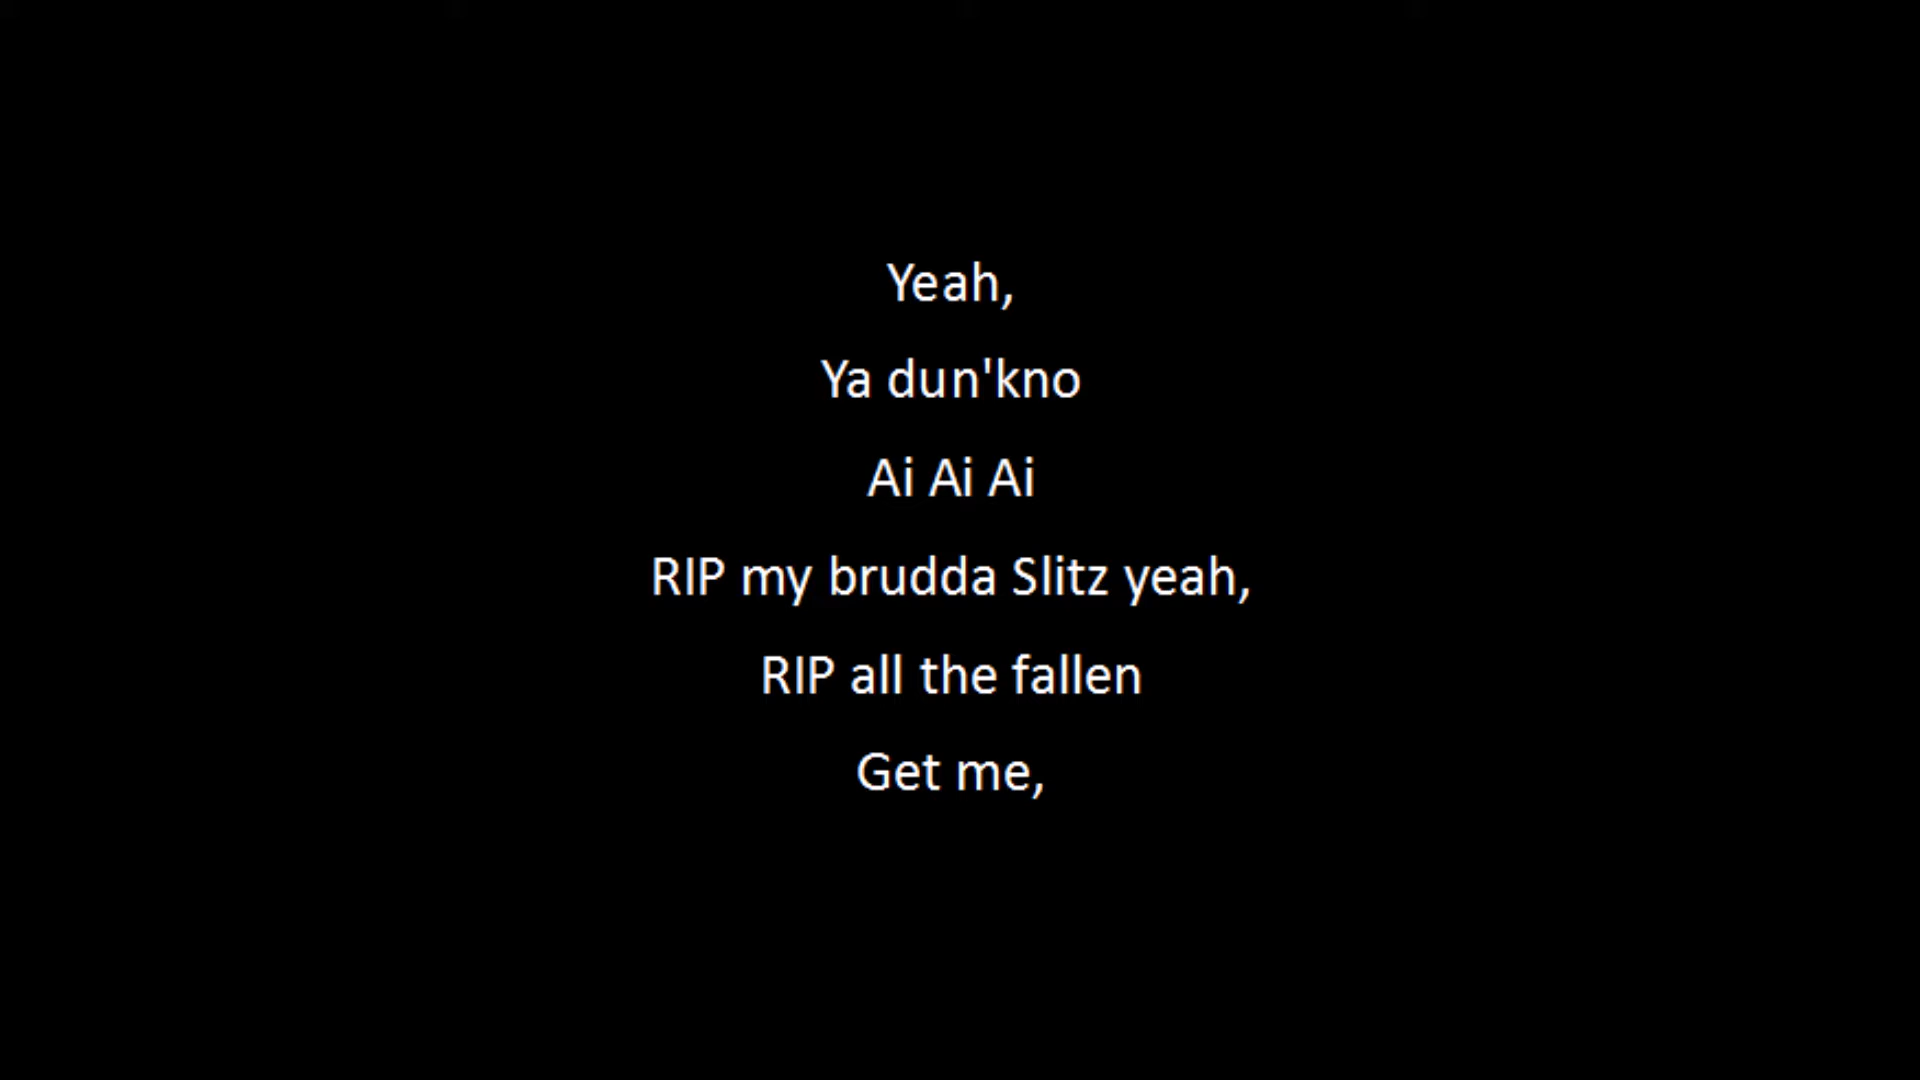 Yeah,
Ya dun'kno
Ai Ai Ai
RIP my brudda Slitz yeah,
RIP all the fallen
Get me,